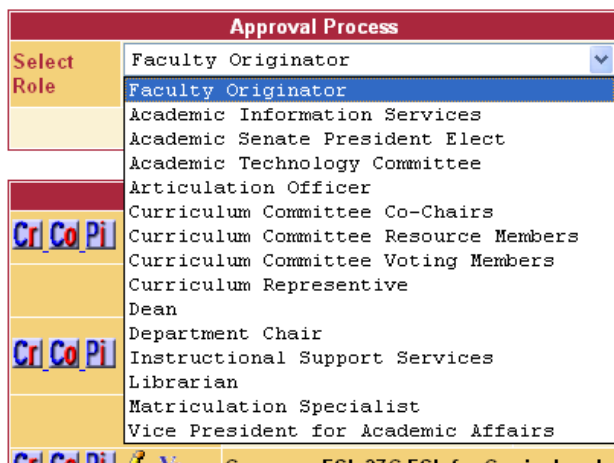 Approval Process
Select
Role
Faculty Originator
Faculty Originator
Academic Information Services
Academic Senate President Elect
Academic Technology Committee
Articulation Officer
Curriculum Committee Co-Chairs
Cr Co Pi
Curriculum Committee Resource Members
Curriculum Committee Voting Members
Curriculum Representative
Dean
Department Chair
Cr Co Pi
Instructional Support Services
Librarian
Matriculation Specialist
Vice President for Academic Affairs